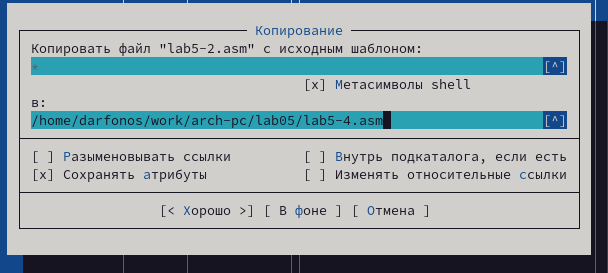 Копирование
Копировать файл "lab5-2.asm" с исходным шаблоном:
* [^]
[x] Метасимволы shell
в:
/home/darfonos/work/arch-pc/lab05/lab5-4.asm [^]
[ ] Разыменовывать ссылки [ ] Внутрь подкаталога, если есть
[x] Сохранять атрибуты [ ] Изменять относительные ссылки
[< Хорошо >] [ В фоне ] [ Отмена ]